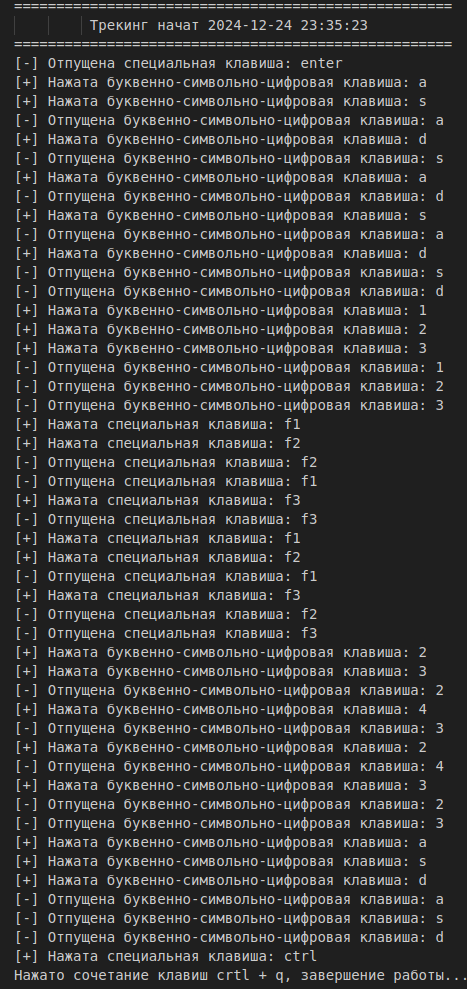 ====================================================
Трекинг начат 2024-12-24 23:35:23
====================================================
[-] Отпущена специальная клавиша: enter
[+] Нажата буквенно-символьно-цифровая клавиша: a
[+] Нажата буквенно-символьно-цифровая клавиша: s
[-] Отпущена буквенно-символьно-цифровая клавиша: a
[+] Нажата буквенно-символьно-цифровая клавиша: d
[-] Отпущена буквенно-символьно-цифровая клавиша: s
[+] Нажата буквенно-символьно-цифровая клавиша: a
[-] Отпущена буквенно-символьно-цифровая клавиша: d
[+] Нажата буквенно-символьно-цифровая клавиша: s
[-] Отпущена буквенно-символьно-цифровая клавиша: a
[+] Нажата буквенно-символьно-цифровая клавиша: d
[-] Отпущена буквенно-символьно-цифровая клавиша: s
[-] Отпущена буквенно-символьно-цифровая клавиша: d
[+] Нажата буквенно-символьно-цифровая клавиша: 1
[+] Нажата буквенно-символьно-цифровая клавиша: 2
[+] Нажата буквенно-символьно-цифровая клавиша: 3
[-] Отпущена буквенно-символьно-цифровая клавиша: 1
[-] Отпущена буквенно-символьно-цифровая клавиша: 2
[-] Отпущена буквенно-символьно-цифровая клавиша: 3
[+] Нажата специальная клавиша: f1
[+] Нажата специальная клавиша: f2
[-] Отпущена специальная клавиша: f2
[-] Отпущена специальная клавиша: f1
[+] Нажата специальная клавиша: f3
[-] Отпущена специальная клавиша: f3
[+] Нажата специальная клавиша: f1
[+] Нажата специальная клавиша: f2
[-] Отпущена специальная клавиша: f1
[+] Нажата специальная клавиша: f3
[-] Отпущена специальная клавиша: f2
[-] Отпущена специальная клавиша: f3
[+] Нажата буквенно-символьно-цифровая клавиша: 2
[+] Нажата буквенно-символьно-цифровая клавиша: 3
[-] Отпущена буквенно-символьно-цифровая клавиша: 2
[+] Нажата буквенно-символьно-цифровая клавиша: 4
[-] Отпущена буквенно-символьно-цифровая клавиша: 3
[+] Нажата буквенно-символьно-цифровая клавиша: 2
[-] Отпущена буквенно-символьно-цифровая клавиша: 4
[+] Нажата буквенно-символьно-цифровая клавиша: 3
[-] Отпущена буквенно-символьно-цифровая клавиша: 2
[-] Отпущена буквенно-символьно-цифровая клавиша: 3
[+] Нажата буквенно-символьно-цифровая клавиша: a
[+] Нажата буквенно-символьно-цифровая клавиша: s
[+] Нажата буквенно-символьно-цифровая клавиша: d
[-] Отпущена буквенно-символьно-цифровая клавиша: a
[-] Отпущена буквенно-символьно-цифровая клавиша: s
[-] Отпущена буквенно-символьно-цифровая клавиша: d
[+] Нажата специальная клавиша: ctrl
Нажато сочетание клавиш crtl + q, завершение работы...